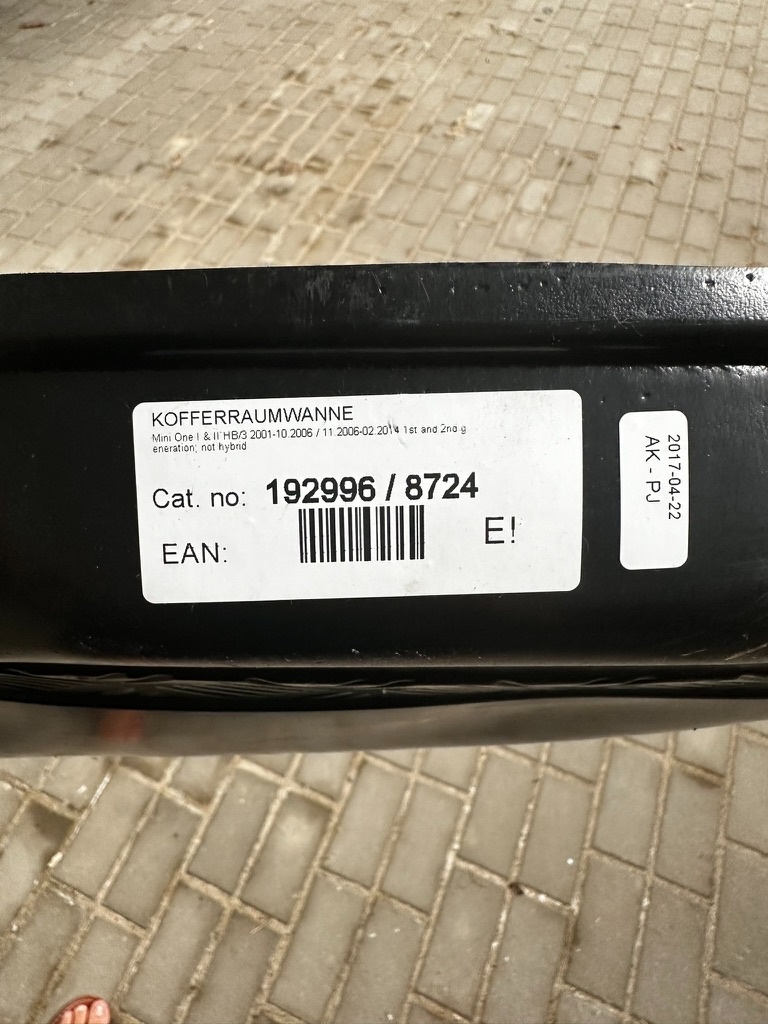 KOFFERRAUMWANNE
Mini One I & II HB/3 2001-10.2006 / 11.2006-02.2014 1st and 2nd g
eneration; not hybrid
Cat. no: 192996 / 8724
EAN:
E!
2017-04-22
AK - PJ